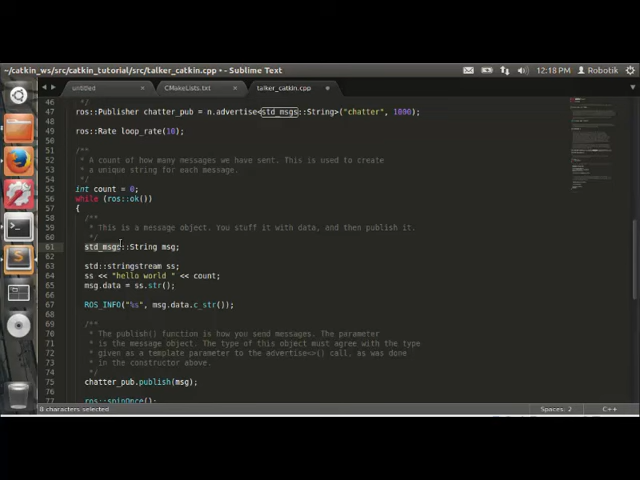 ~/catkin_ws/src/catkin_tutorial/src/talker_catkin.cpp • - Sublime Text
12:18 PM Robotik
untitled CMakeLists.txt talker_catkin.cpp
46 */
47 ros::Publisher chatter_pub = n.advertise<std_msgs::String>("chatter", 1000);
48
49 ros::Rate loop_rate(10);
50
51 /**
52 * A count of how many messages we have sent. This is used to create
53 * a unique string for each message.
54 */
55 int count = 0;
56 while (ros::ok())
57 {
58 /**
59 * This is a message object. You stuff it with data, and then publish it.
60 */
61 std_msgs::String msg;
62
63 std::stringstream ss;
64 ss << "hello world " << count;
65 msg.data = ss.str();
66
67 ROS_INFO("%s", msg.data.c_str());
68
69 /**
70 * The publish() function is how you send messages. The parameter
71 * is the message object. The type of this object must agree with the type
72 * given as a template parameter to the advertise<>() call, as was done
73 * in the constructor above.
74 */
75 chatter_pub.publish(msg);
76
77 ros::spinOnce();
8 characters selected Spaces: 2 C++